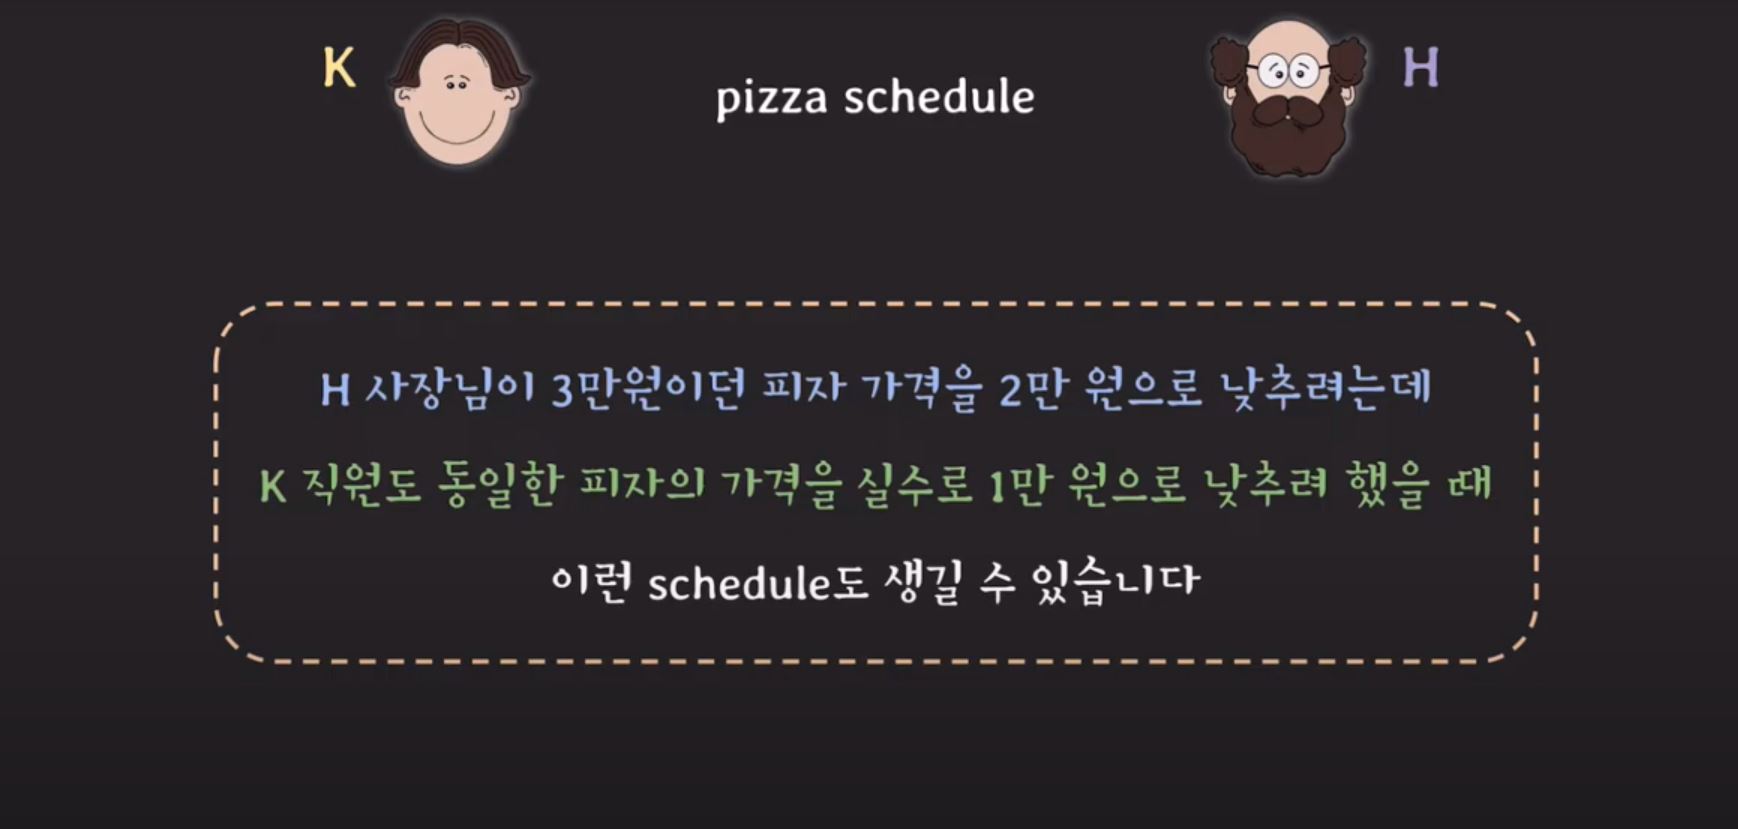 K
pizza schedule
H
H 사장님이 3만원이던 피자 가격을 2만 원으로 낮추려는데
K 직원도 동일한 피자의 가격을 실수로 1만 원으로 낮추려 했을 때
이런 schedule도 생길 수 있습니다